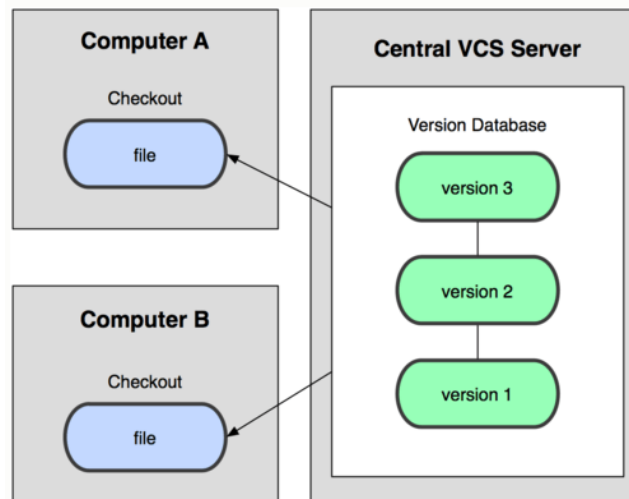 Computer A
Checkout
file
Computer B
Checkout
file
Central VCS Server
Version Database
version 3
version 2
version 1